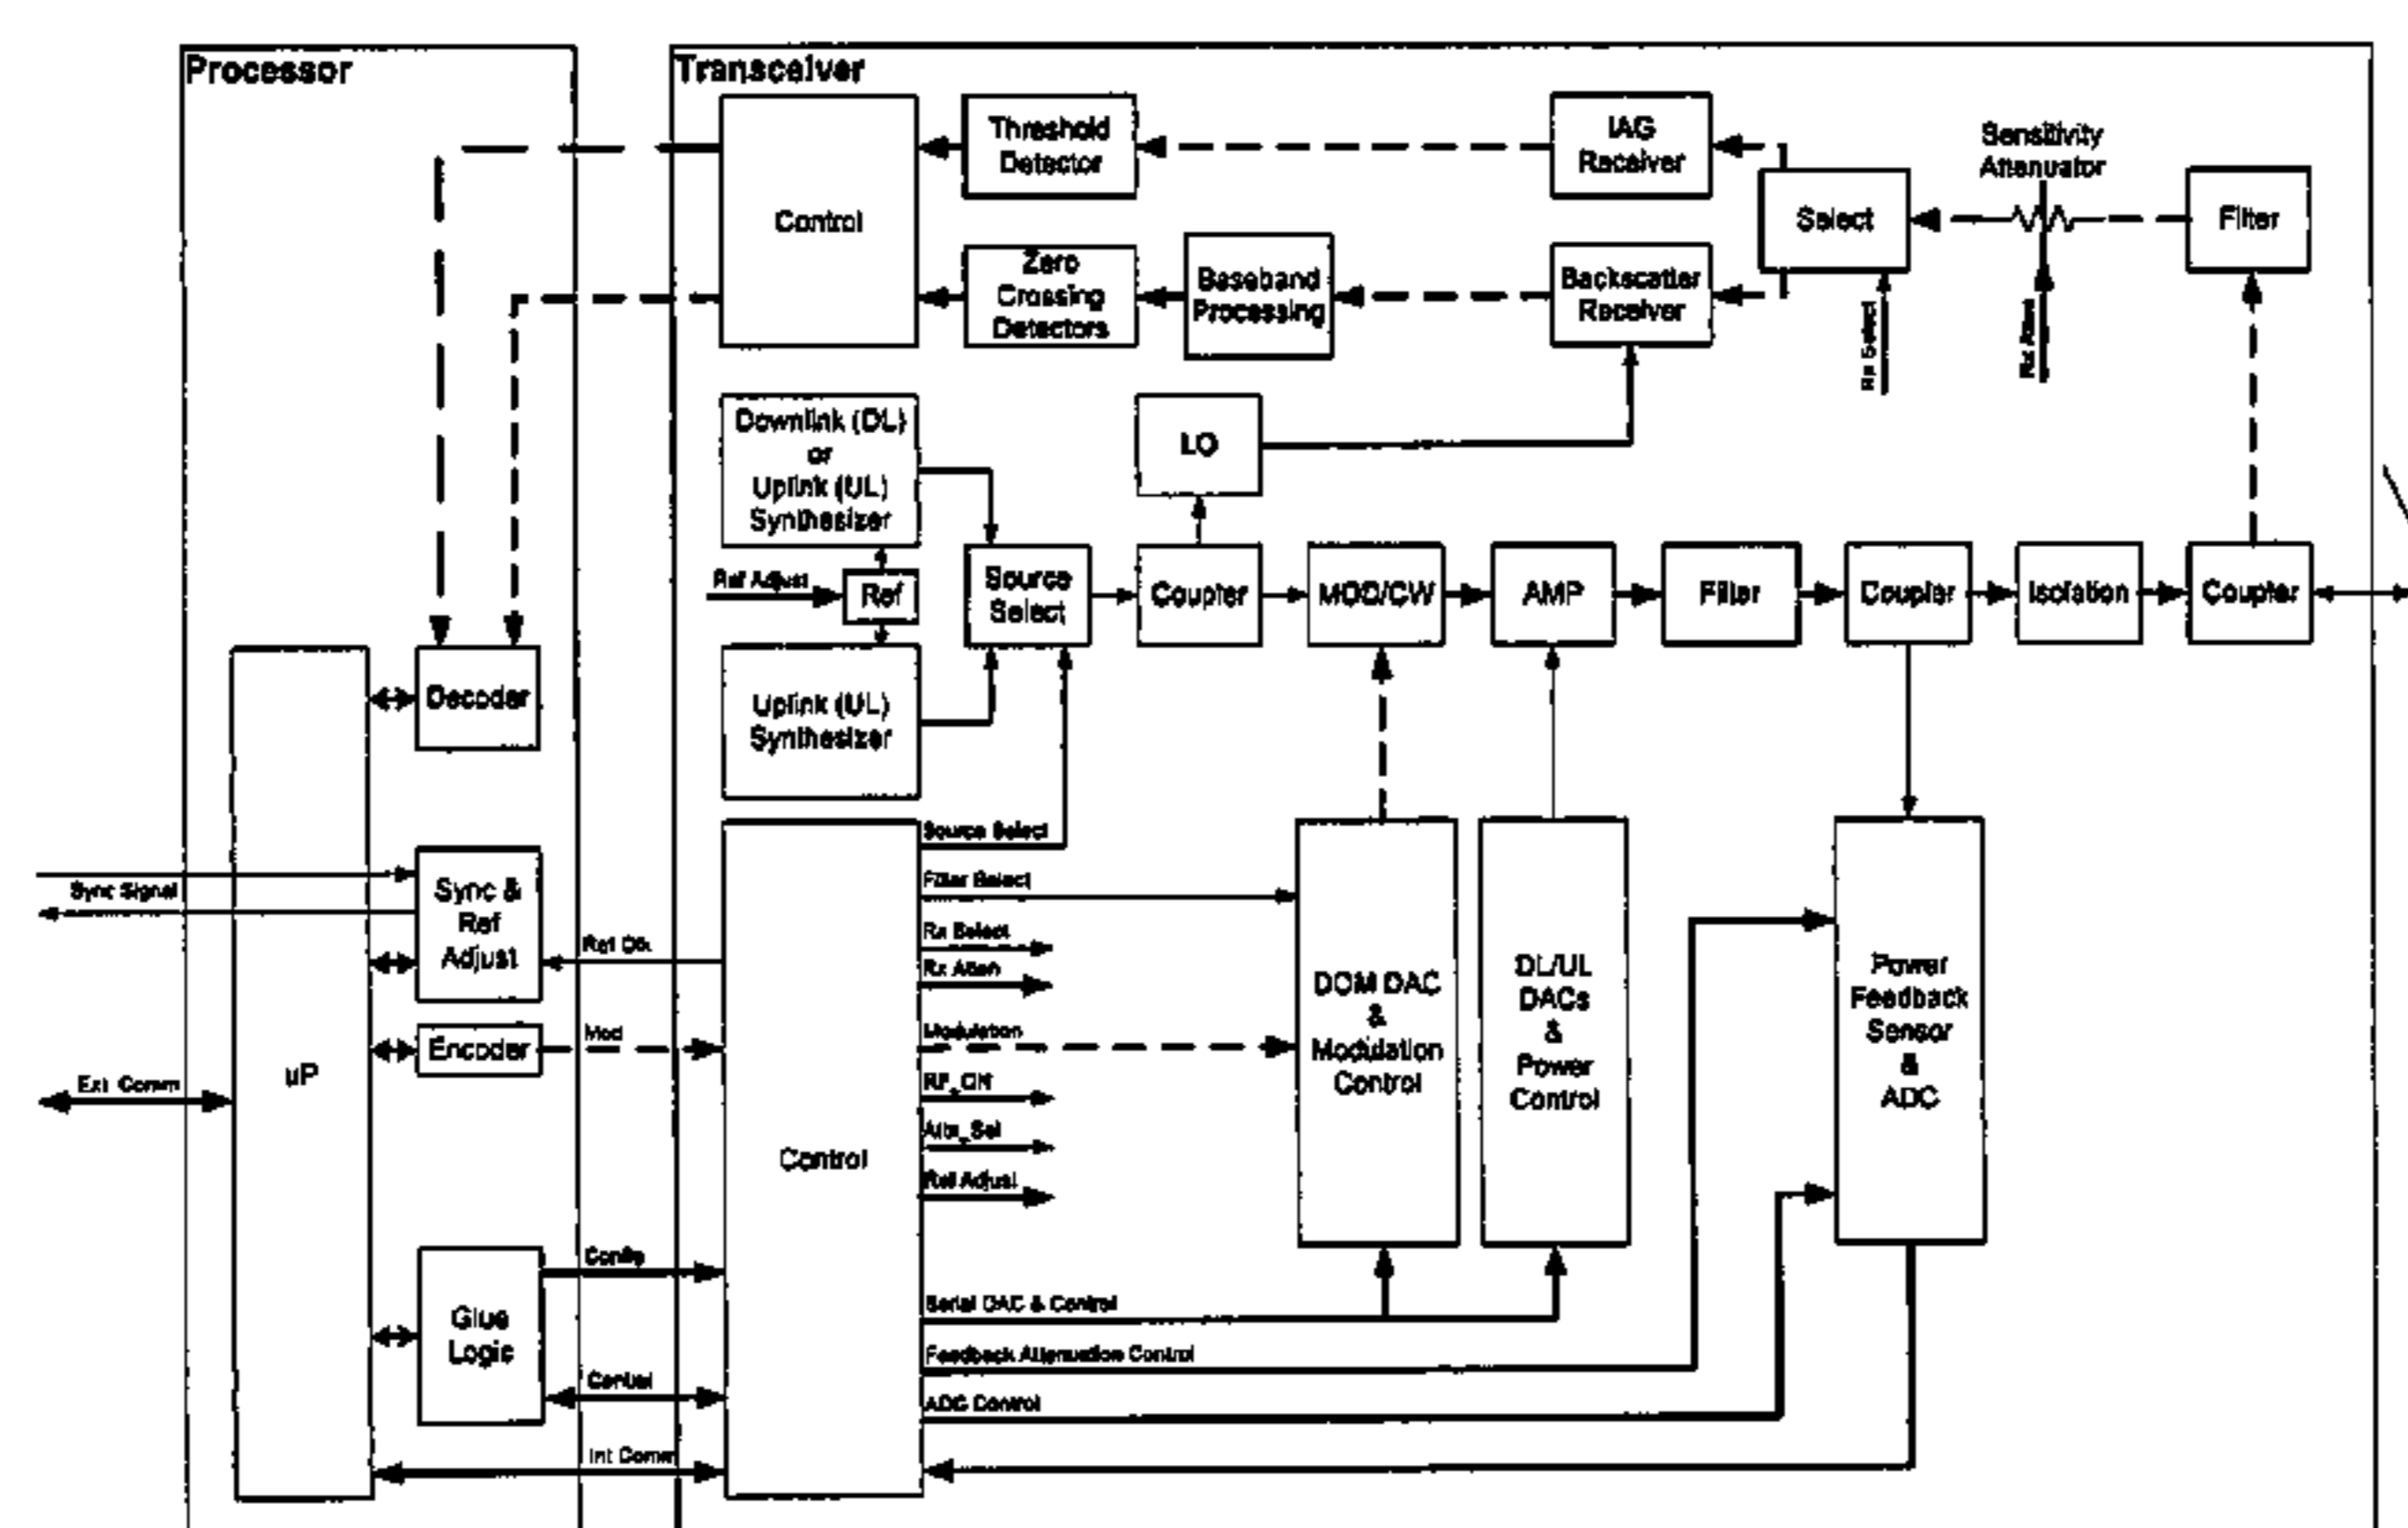 Processor
Transceiver
Control
Threshold
Detector
IAG
Receiver
Sensitivity
Attenuator
Select
Filter
Zero
Crossing
Detectors
Baseband
Processing
Backscatter
Receiver
Rx Select
Rx Atten
Downlink (DL)
or
Uplink (UL)
Synthesizer
LO
Ref Adjust
Ref
Source
Select
Coupler
MOD/CW
AMP
Filter
Coupler
Isolation
Coupler
Decoder
Uplink (UL)
Synthesizer
Sync Signal
Sync &
Ref
Adjust
Source Select
Filter Select
Rx Select
Rx Atten
Encoder
Mod
Modulation
RF_ON
Ref Adjust
Ext Comm
uP
Control
DOM DAC
&
Modulation
Control
DL/UL
DACs
&
Power
Control
Power
Feedback
Sensor
&
ADC
Glue
Logic
Config
Control
Int Comm
Serial DAC & Control
Feedback Attenuation Control
ADC Control